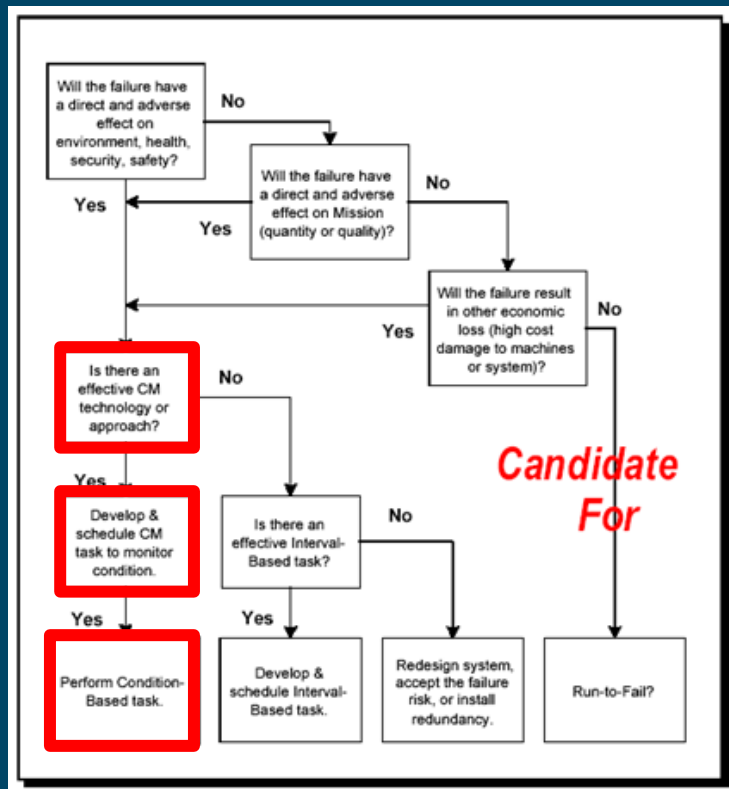 Will the failure have
a direct and adverse
effect on
environment, health,
security, safety?
No
Will the failure have
a direct and adverse
effect on Mission
(quantity or quality)?
No
Yes
Yes
Will the failure result
in other economic
loss (high cost
damage to machines
or system)?
No
Yes
Is there an
effective CM
technology or
approach?
No
Candidate
For
Yes
Develop &
schedule CM
task to monitor
condition.
Is there an
effective Interval-
Based task?
No
Yes
Yes
Perform Condition-
Based task.
Develop &
schedule Interval-
Based task.
Redesign system,
accept the failure
risk, or install
redundancy.
Run-to-Fail?